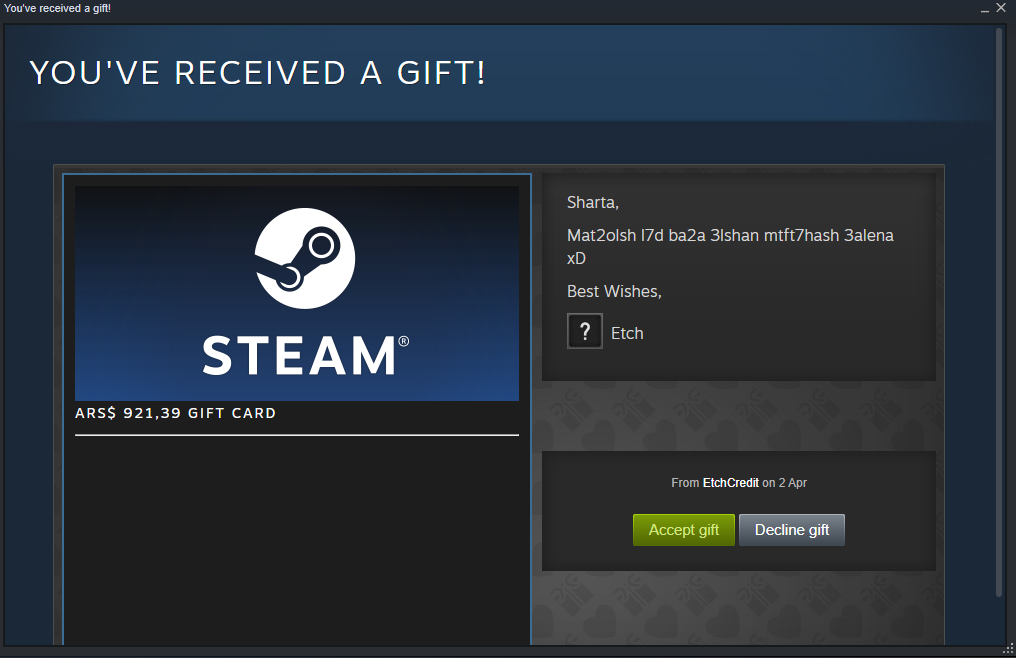 You've received a gift!
YOU'VE RECEIVED A GIFT!
STEAM®
ARS$ 921,39 GIFT CARD
Sharta,
Mat2olsh l7d ba2a 3lshan mtft7hash 3alena
xD
Best Wishes,
? Etch
From EtchCredit on 2 Apr
Accept gift Decline gift